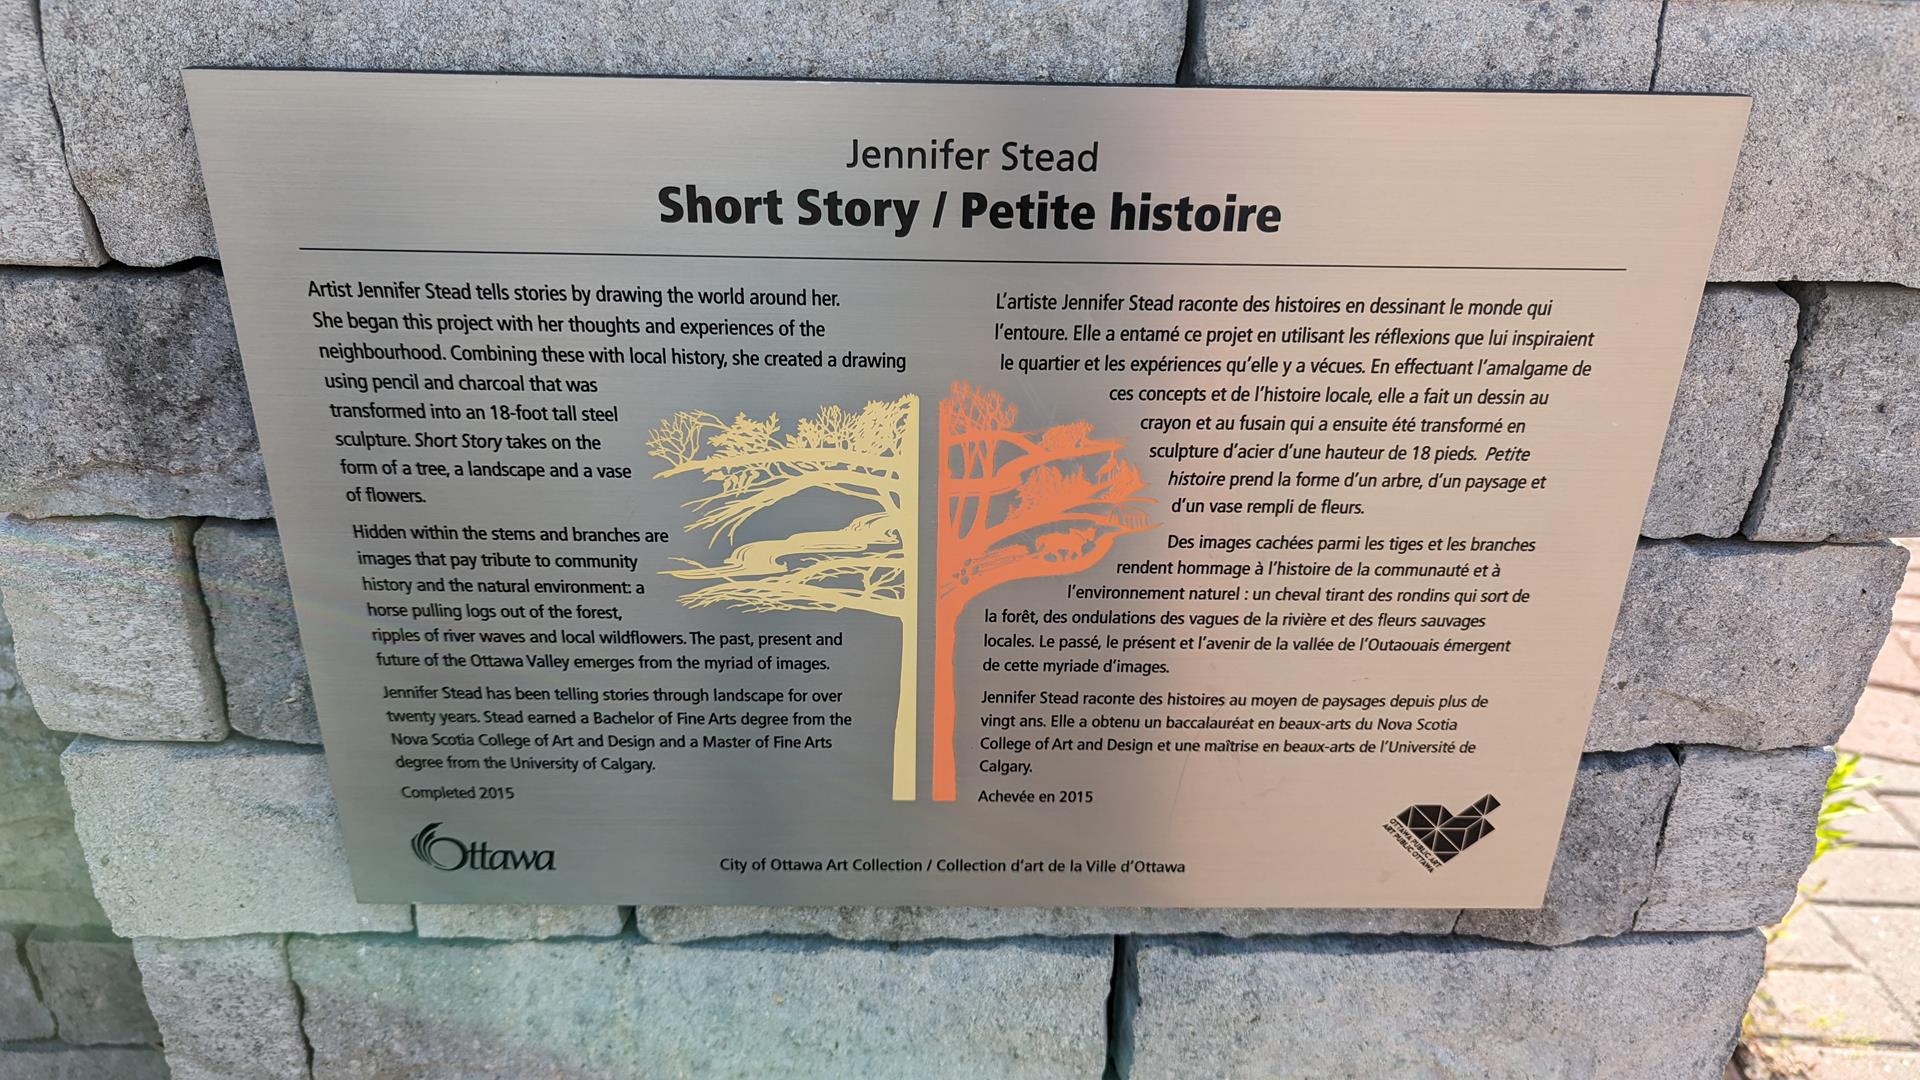 Jennifer Stead
Short Story / Petite histoire
Artist Jennifer Stead tells stories by drawing the world around her.
She began this project with her thoughts and experiences of the
neighbourhood. Combining these with local history, she created a drawing
using pencil and charcoal that was
transformed into an 18-foot tall steel
sculpture. Short Story takes on the
form of a tree, a landscape and a vase
of flowers.
Hidden within the stems and branches are
images that pay tribute to community
history and the natural environment: a
horse pulling logs out of the forest,
ripples of river waves and local wildflowers. The past, present and
future of the Ottawa Valley emerges from the myriad of images.
Jennifer Stead has been telling stories through landscape for over
twenty years. Stead earned a Bachelor of Fine Arts degree from the
Nova Scotia College of Art and Design and a Master of Fine Arts
degree from the University of Calgary.
Completed 2015
L'artiste Jennifer Stead raconte des histoires en dessinant le monde qui
l'entoure. Elle a entamé ce projet en utilisant les réflexions que lui inspiraient
le quartier et les expériences qu'elle y a vécues. En effectuant l'amalgame de
ces concepts et de l'histoire locale, elle a fait un dessin au
crayon et au fusain qui a ensuite été transformé en
sculpture d'acier d'une hauteur de 18 pieds. Petite
histoire prend la forme d'un arbre, d'un paysage et
d'un vase rempli de fleurs.
Des images cachées parmi les tiges et les branches
rendent hommage à l'histoire de la communauté et à
l'environnement naturel : un cheval tirant des rondins qui sort de
la forêt, des ondulations des vagues de la rivière et des fleurs sauvages
locales. Le passé, le présent et l'avenir de la vallée de l'Outaouais émergent
de cette myriade d'images.
Jennifer Stead raconte des histoires au moyen de paysages depuis plus de
vingt ans. Elle a obtenu un baccalauréat en beaux-arts du Nova Scotia
College of Art and Design et une maîtrise en beaux-arts de l'Université de
Calgary.
Achevée en 2015
Ottawa
City of Ottawa Art Collection / Collection d'art de la Ville d'Ottawa
OTTAWA PUBLIC ART
ART PUBLIC OTTAWA